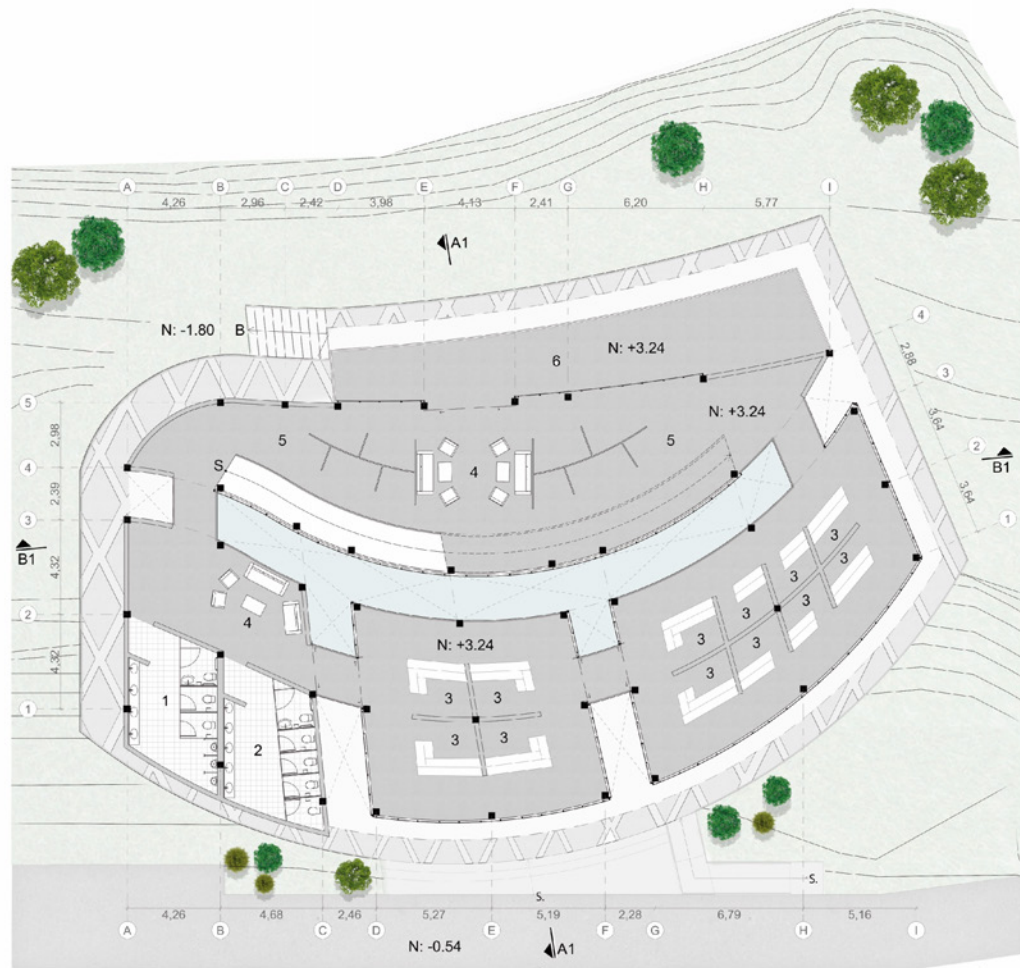 A B C D E F G H I
4,26 2,96 2,42 3,98 4,13 2,41 6,20 5,77
A1
N: -1.80 B
4
2,88
3
3,64
2
3,64
1
B1
6 N: +3.24
N: +3.24
5
2,98
4
2,39
3
4,32
2
4,32
1
B1
5 4 5
S.
4
N: +3.24
3 3
3 3
3 3
3 3
3 3
3 3
1 2
S.
S.
4,26 4,68 2,46 5,27 5,19 2,28 6,79 5,16
A B C D E F G H I
N: -0.54 A1